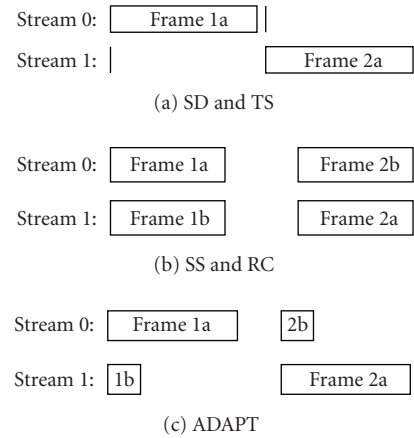 Stream 0: Frame 1a
Stream 1: Frame 2a
(a) SD and TS
Stream 0: Frame 1a Frame 2b
Stream 1: Frame 1b Frame 2a
(b) SS and RC
Stream 0: Frame 1a 2b
Stream 1: 1b Frame 2a
(c) ADAPT